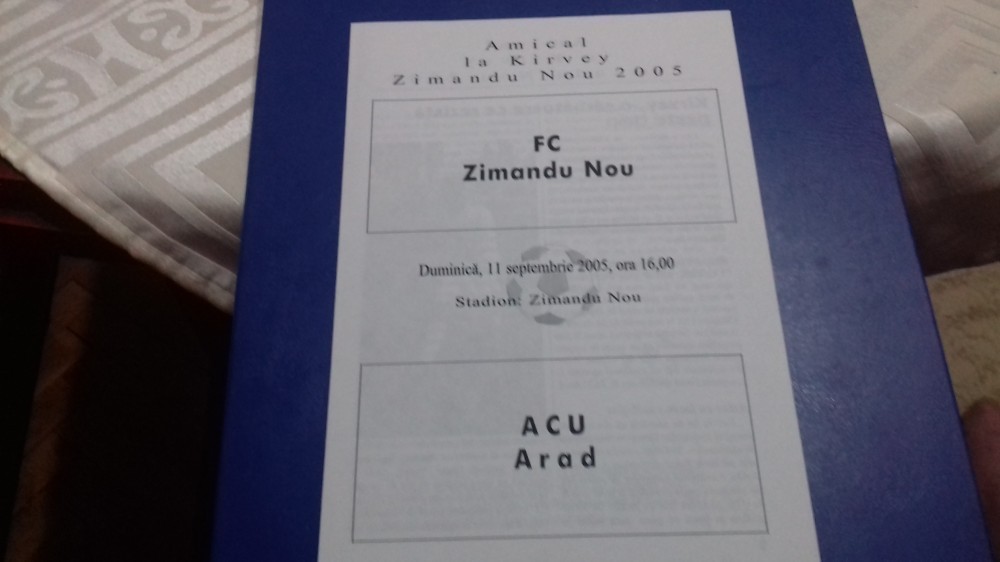 Amical
la Kirvey
Zimandu Nou 2005
FC
Zimandu Nou
Duminică, 11 septembrie 2005, ora 16,00
Stadion: Zimandu Nou
ACU
Arad